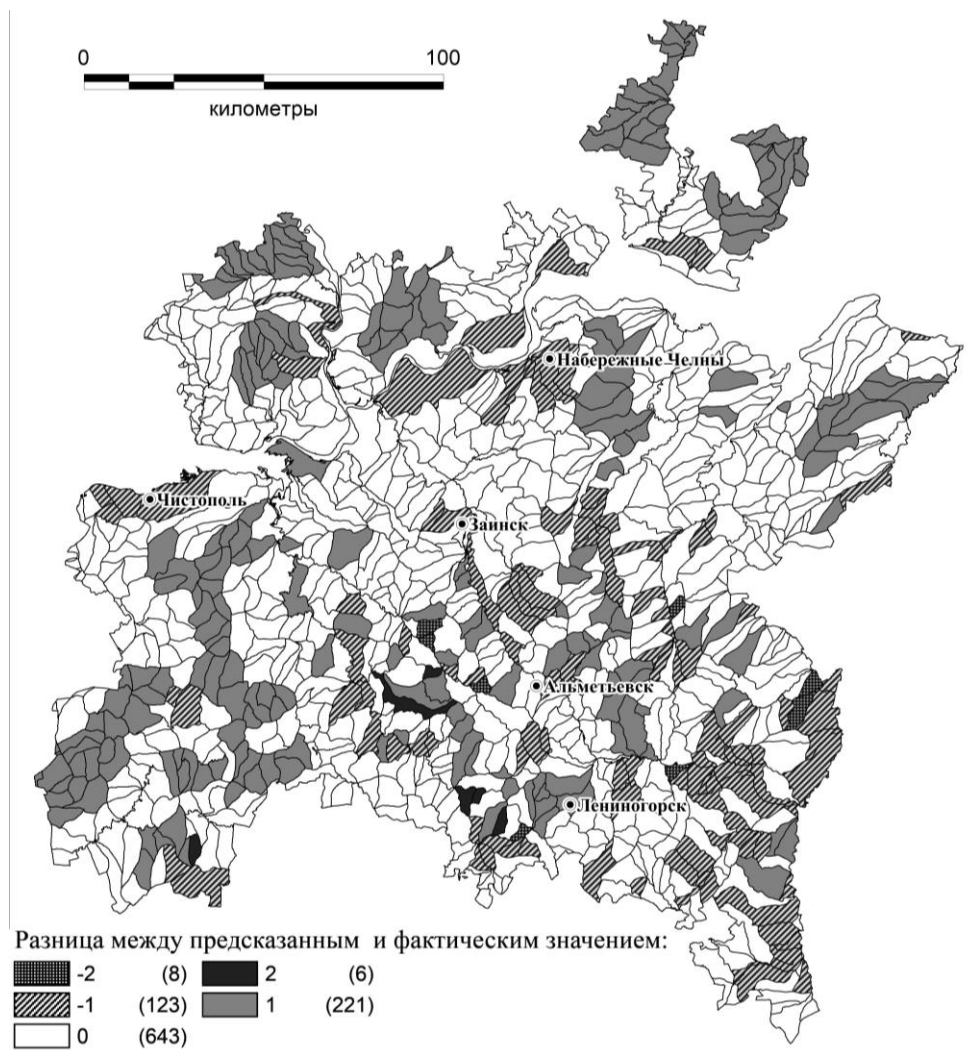 0 100
километры
Набережные Челны
Чистополь
Заинск
Альметьевск
Лениногорск
Разница между предсказанным и фактическим значением:
-2 (8) 2 (6)
-1 (123) 1 (221)
0 (643)